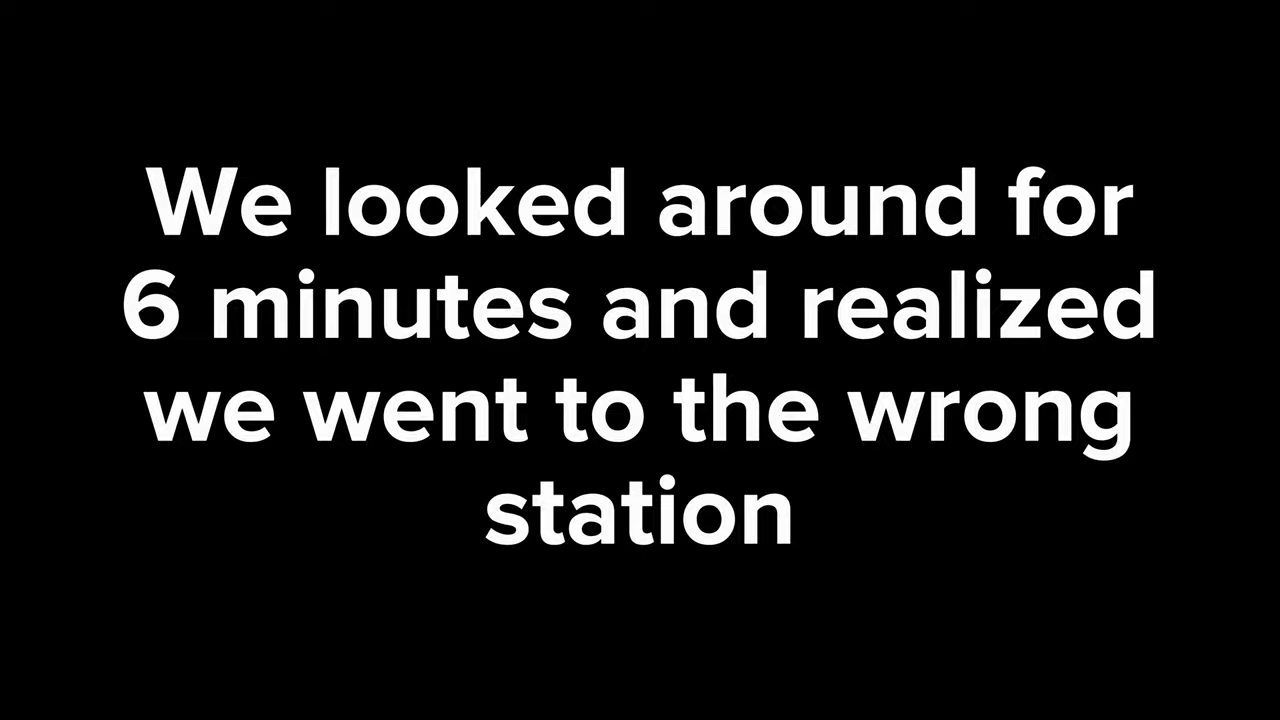 We looked around for
6 minutes and realized
we went to the wrong
station